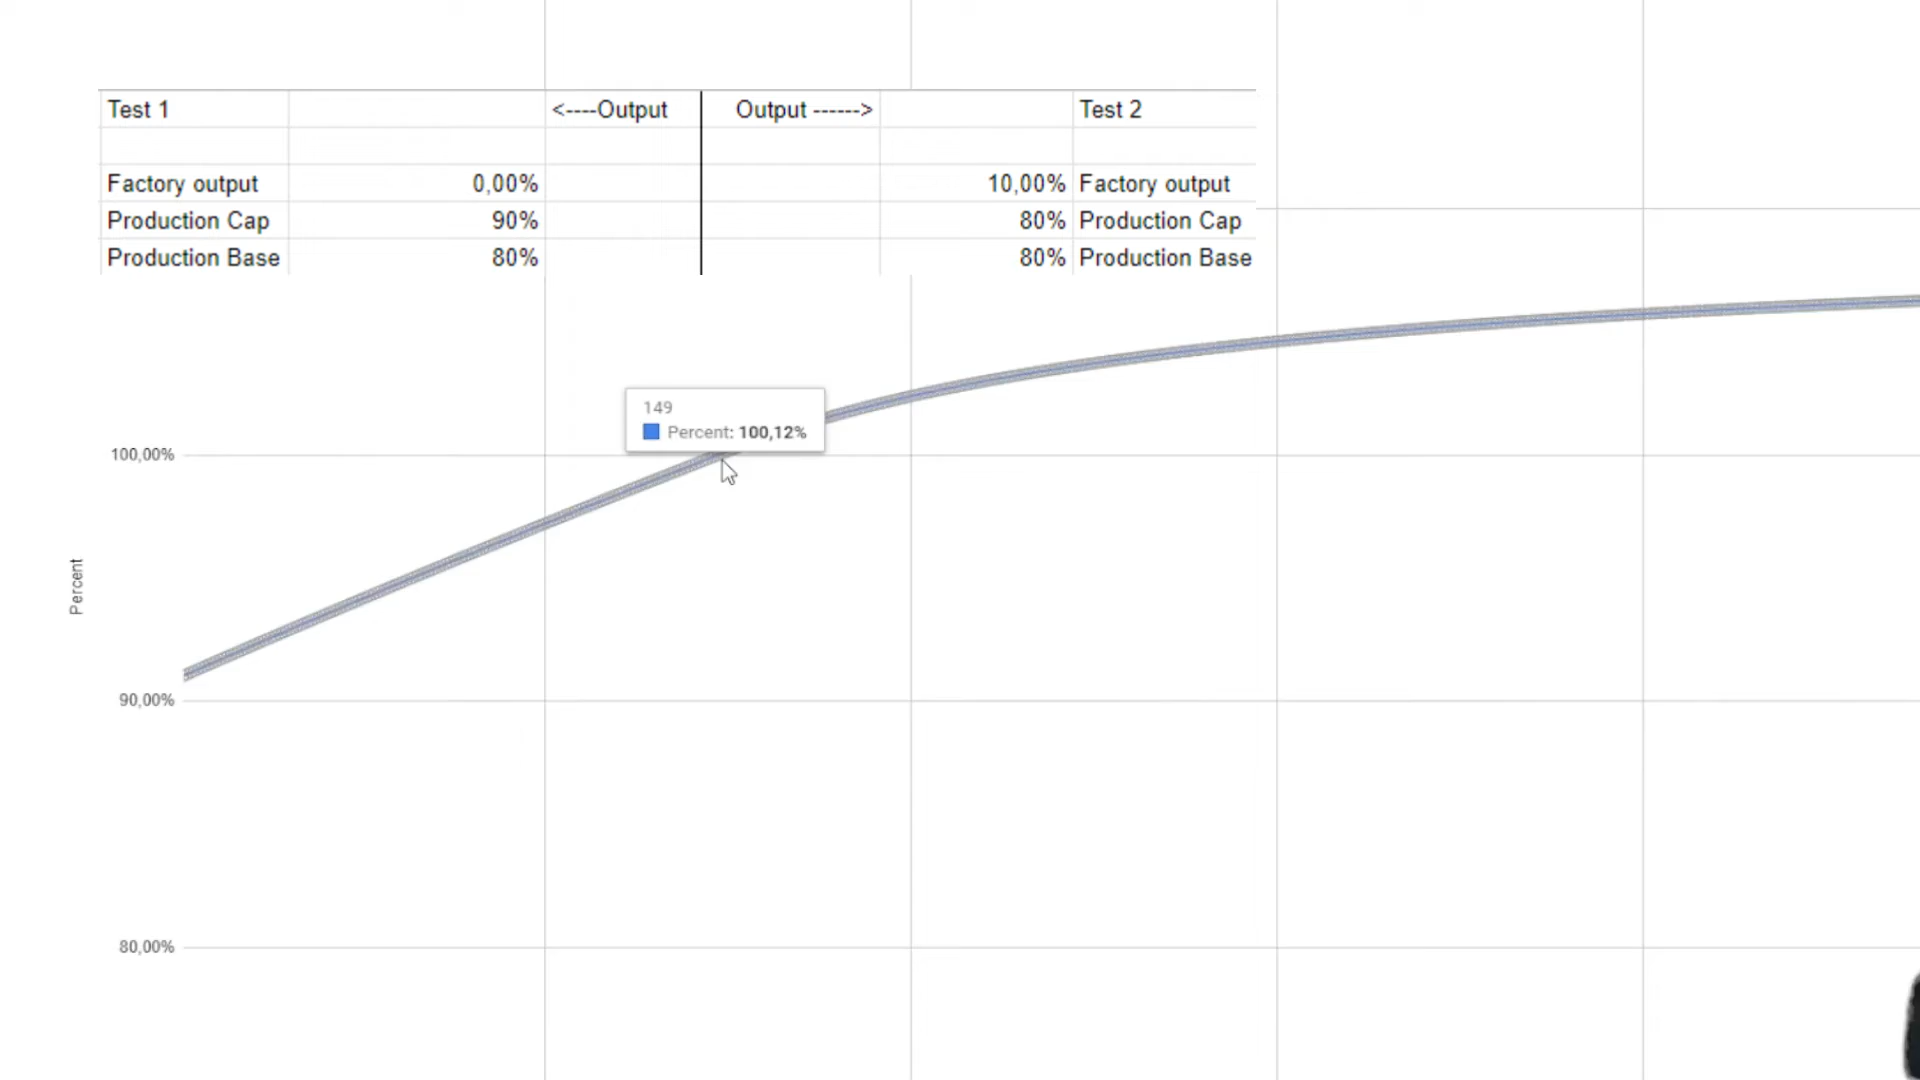 Test 1 <----Output Output ------> Test 2
Factory output 0,00% 10,00% Factory output
Production Cap 90% 80% Production Cap
Production Base 80% 80% Production Base
149
Percent: 100,12%
100,00%
Percent
90,00%
80,00%